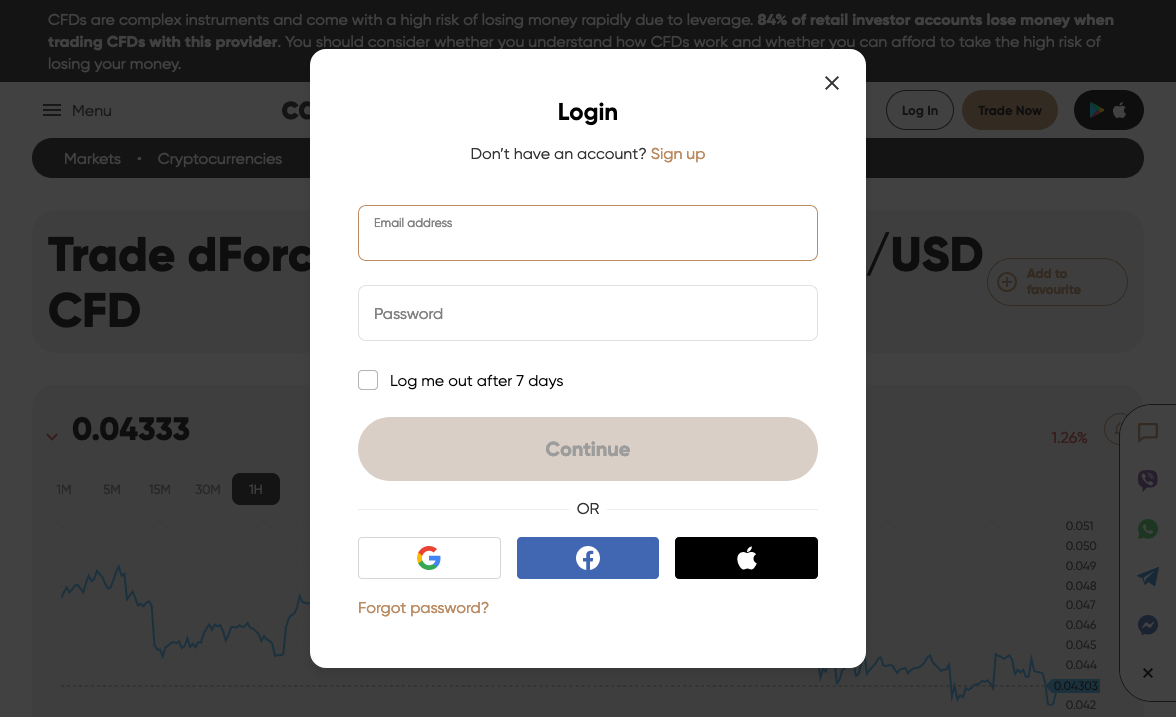 CFDs are complex instruments and come with a high risk of losing money rapidly due to leverage. 84% of retail investor accounts lose money when
trading CFDs with this provider. You should consider whether you understand how CFDs work and whether you can afford to take the high risk of
losing your money.
Menu
Log In
Trade Now
Markets • Cryptocurrencies
Trade dForc
/USD
CFD
Add to
favourite
Login
Don't have an account? Sign up
Email address
Password
Log me out after 7 days
Continue
OR
Forgot password?
0.04333
1.26%
1M 5M 15M 30M 1H
0.051
0.050
0.049
0.048
0.047
0.046
0.045
0.044
0.04303
0.042